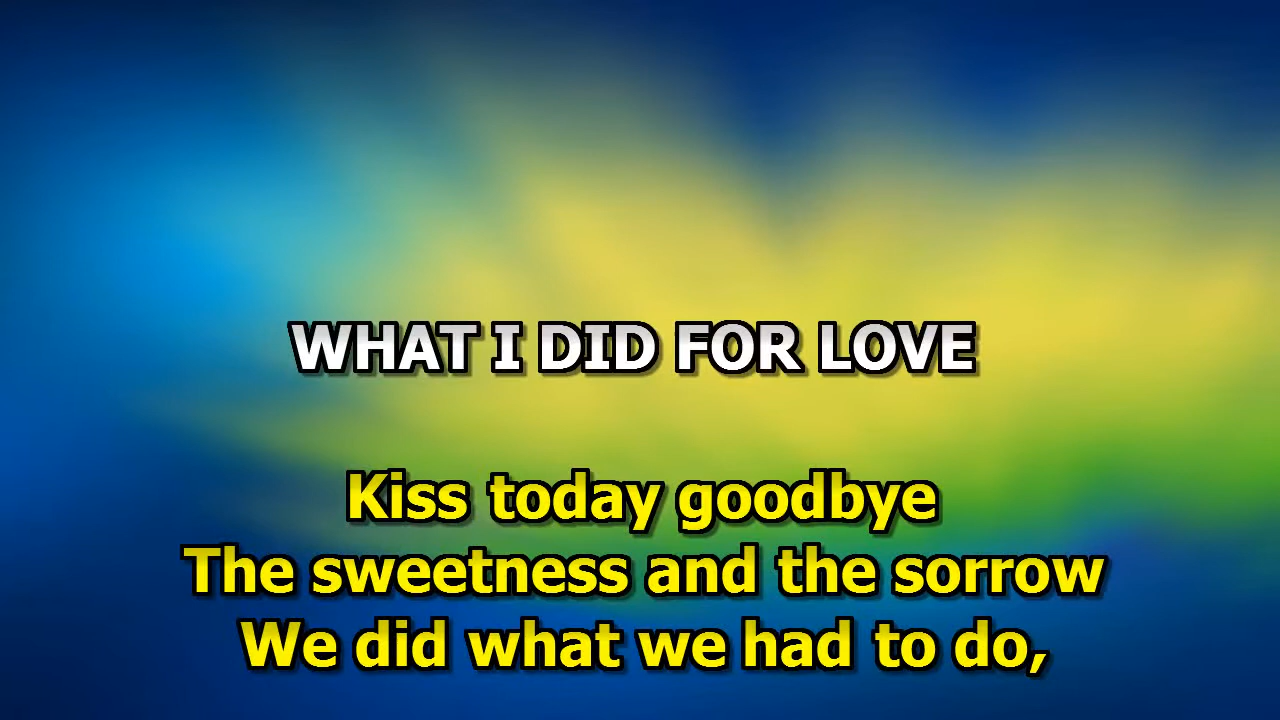 WHAT I DID FOR LOVE
Kiss today goodbye
The sweetness and the sorrow
We did what we had to do,